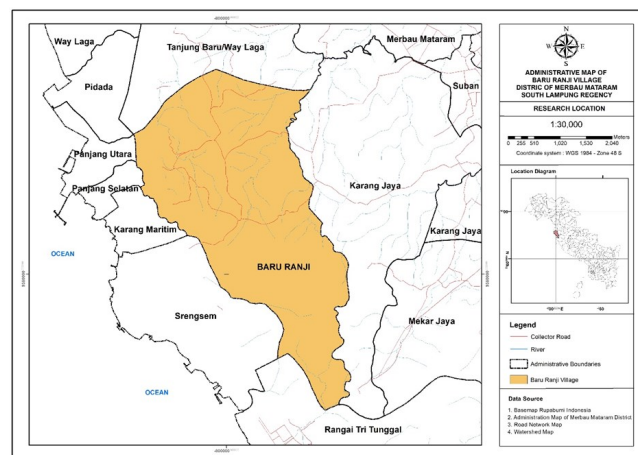 Way Laga
Tanjung Baru/Way Laga
Merbau Mataram
Pidada
Suban
Panjang Utara
Panjang Selatan
Karang Jaya
Karang Maritim
Karang Jaya
OCEAN
BARU RANJI
Srengsem
Mekar Jaya
OCEAN
Rangai Tri Tunggal
N
W
E
S
ADMINISTRATIVE MAP OF
BARU RANJI VILLAGE
DISTRIC OF MERBAU MATARAM
SOUTH LAMPUNG REGENCY
RESEARCH LOCATION
1:30,000
Meters
0 255 510 1,020 1,530 2,040
Coordinate system : WGS 1984 - Zone 48 S
Location Diagram
Legend
Collector Road
River
Administrative Boundaries
Baru Ranji Village
Data Source
1. Basemap Rupabumi Indonesia
2. Administration Map of Merbau Mataram District
3. Road Network Map
4. Watershed Map